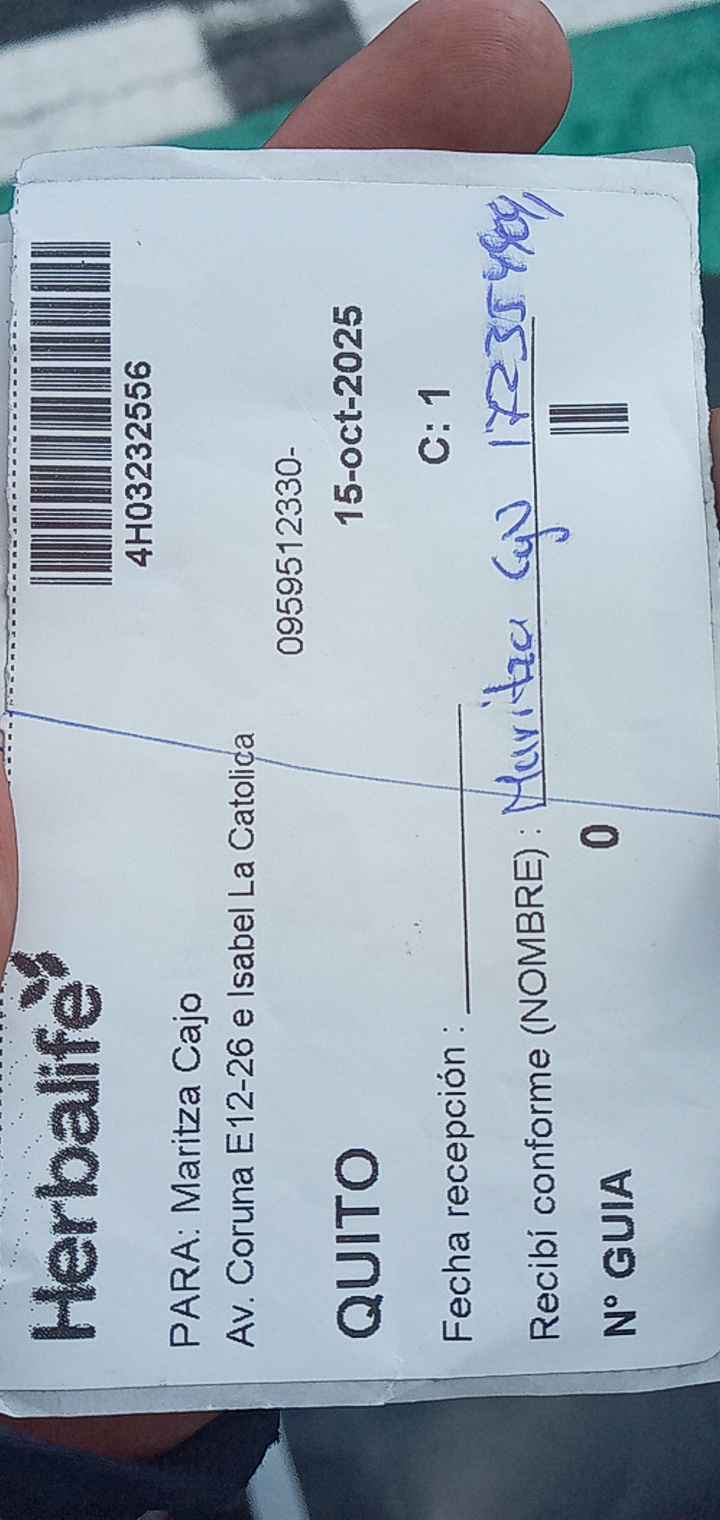 Herbalife
4H03232556
PARA: Maritza Cajo
Av. Coruna E12-26 e Isabel La Catolica
0959512330-
QUITO 15-oct-2025
Fecha recepción : C: 1
Recibí conforme (NOMBRE) : Maritza Cajo
N° GUIA 0